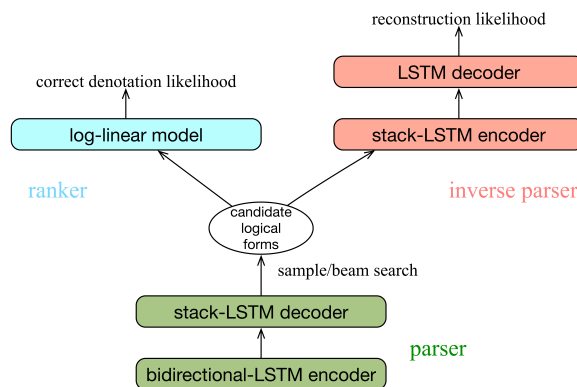 reconstruction likelihood
LSTM decoder
correct denotation likelihood
log-linear model
stack-LSTM encoder
ranker
inverse parser
candidate
logical
forms
sample/beam search
stack-LSTM decoder
parser
bidirectional-LSTM encoder